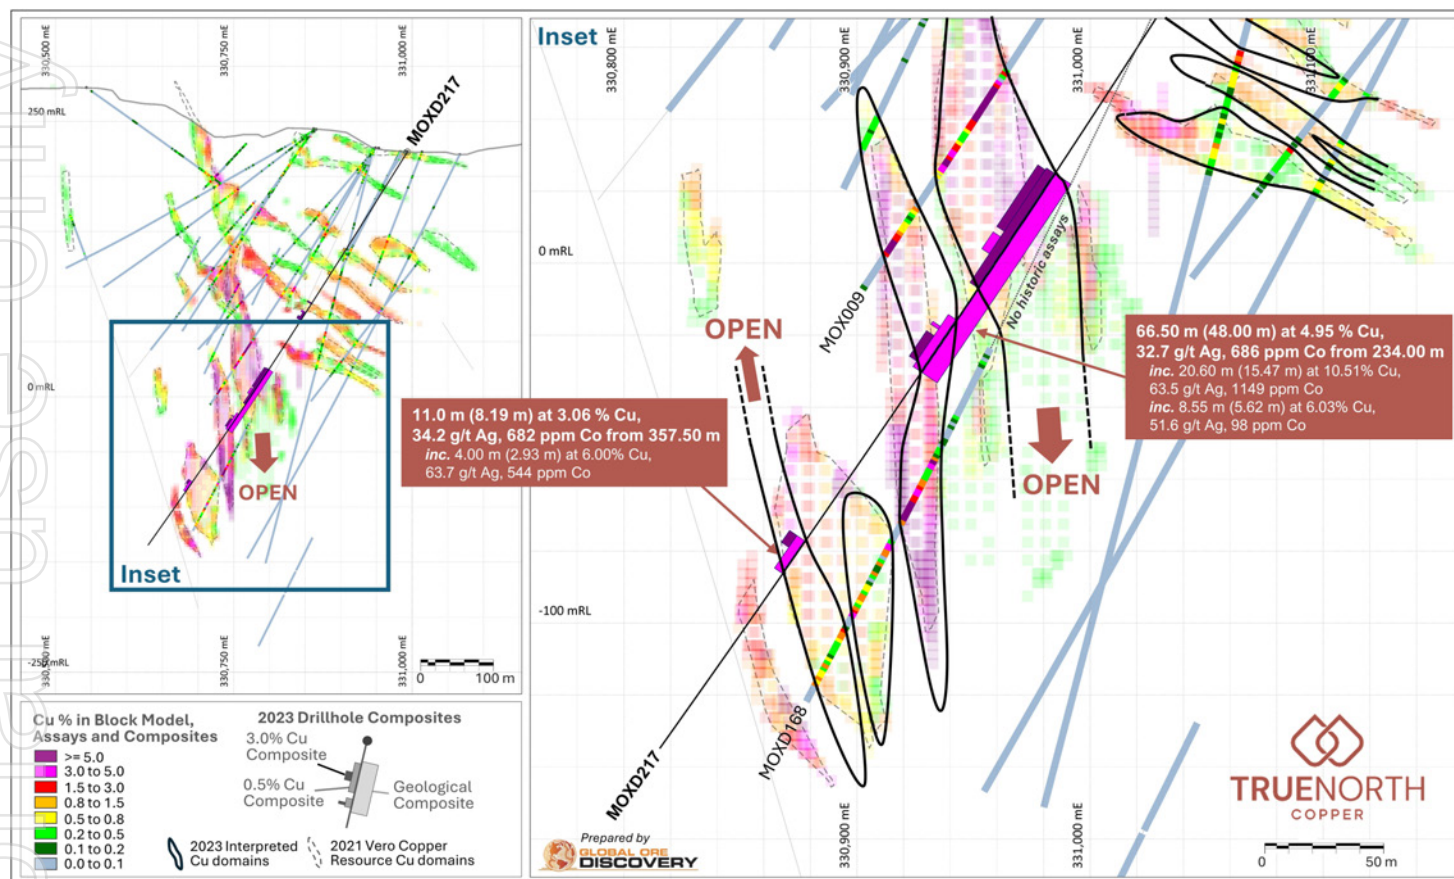 For personal use only
330,500 mE
330,750 mE
331,000 mE
MOXD217
250 mRL
0 mRL
OPEN
Inset
-250 mRL
330,500 mE
330,750 mE
331,000 mE
0
100 m
Cu % in Block Model,
Assays and Composites
>= 5.0
3.0 to 5.0
1.5 to 3.0
0.8 to 1.5
0.5 to 0.8
0.2 to 0.5
0.1 to 0.2
0.0 to 0.1
2023 Drillhole Composites
3.0% Cu
Composite
0.5% Cu
Composite
Geological
Composite
2023 Interpreted
Cu domains
2021 Vero Copper
Resource Cu domains
Inset
330,800 mE
330,900 mE
331,000 mE
331,100 mE
0 mRL
MOX009
No historic assays
OPEN
66.50 m (48.00 m) at 4.95 % Cu,
32.7 g/t Ag, 686 ppm Co from 234.00 m
inc. 20.60 m (15.47 m) at 10.51% Cu,
63.5 g/t Ag, 1149 ppm Co
inc. 8.55 m (5.62 m) at 6.03% Cu,
51.6 g/t Ag, 98 ppm Co
11.0 m (8.19 m) at 3.06 % Cu,
34.2 g/t Ag, 682 ppm Co from 357.50 m
inc. 4.00 m (2.93 m) at 6.00% Cu,
63.7 g/t Ag, 544 ppm Co
OPEN
-100 mRL
MOXD217
MOXD168
330,900 mE
331,000 mE
Prepared by
GLOBAL ORE
DISCOVERY
TRUENORTH
COPPER
0
50 m